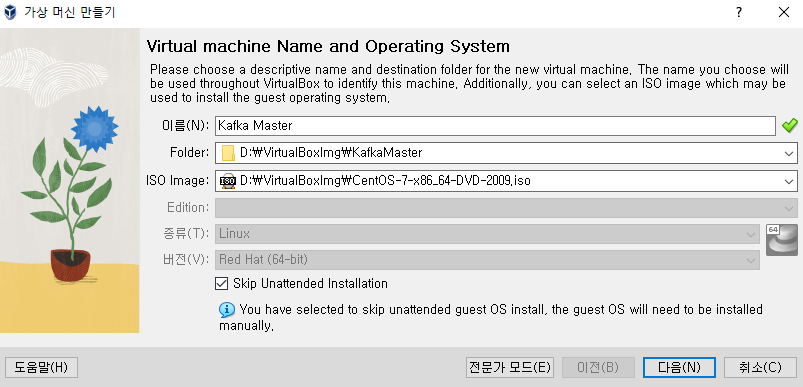 가상 머신 만들기
Virtual machine Name and Operating System
Please choose a descriptive name and destination folder for the new virtual machine. The name you choose will
be used throughout VirtualBox to identify this machine. Additionally, you can select an ISO image which may be
used to install the guest operating system.
이름(N): Kafka Master
Folder: D:₩VirtualBoxImg₩KafkaMaster
ISO Image: ISO D:₩VirtualBoxImg₩CentOS-7-x86_64-DVD-2009.iso
Edition:
종류(T): Linux 64
버전(V): Red Hat (64-bit)
Skip Unattended Installation
You have selected to skip unattended guest OS install, the guest OS will need to be installed
manually.
도움말(H) 전문가 모드(E) 이전(B) 다음(N) 취소(C)